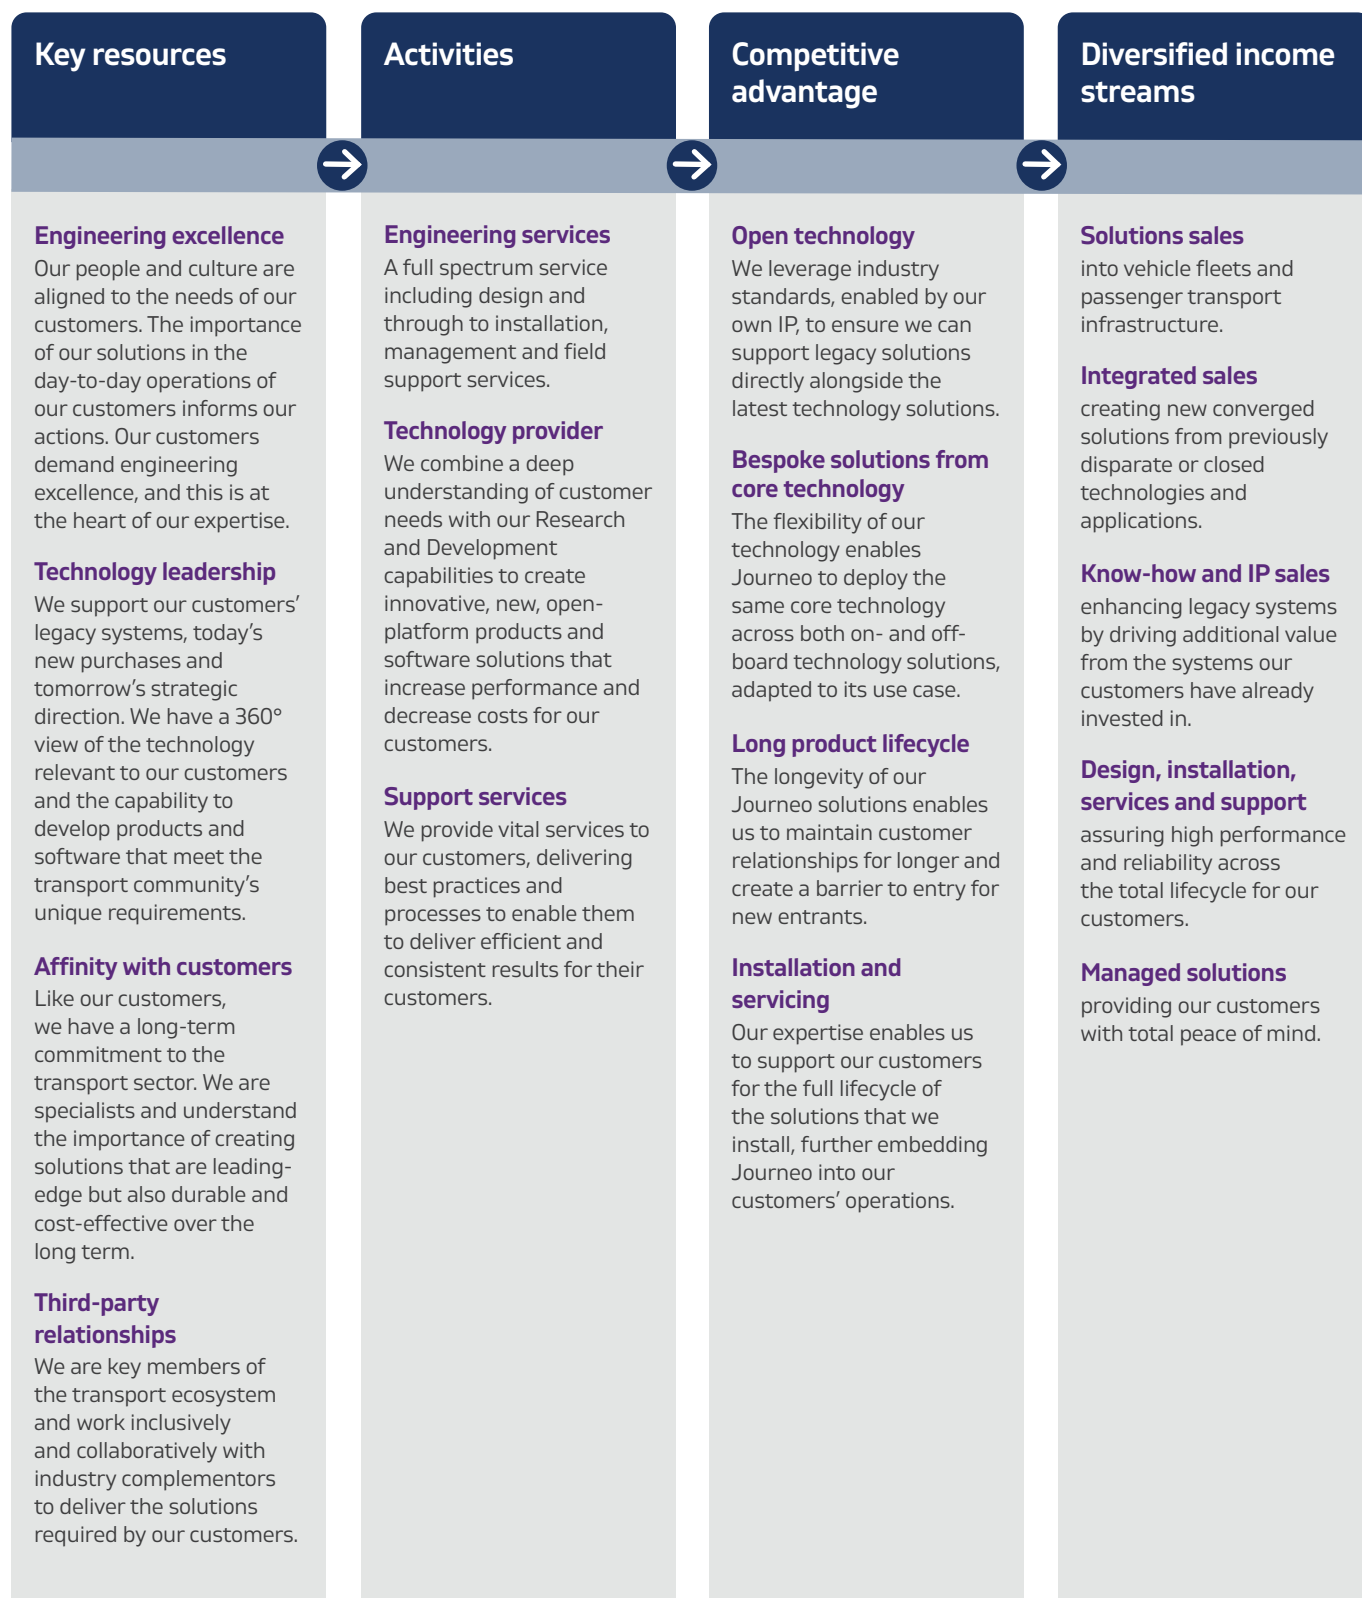 Key resources
Engineering excellence
Our people and culture are
aligned to the needs of our
customers. The importance
of our solutions in the
day-to-day operations of
our customers informs our
actions. Our customers
demand engineering
excellence, and this is at
the heart of our expertise.
Technology leadership
We support our customers’
legacy systems, today’s
new purchases and
tomorrow’s strategic
direction. We have a 360°
view of the technology
relevant to our customers
and the capability to
develop products and
software that meet the
transport community’s
unique requirements.
Affinity with customers
Like our customers,
we have a long-term
commitment to the
transport sector. We are
specialists and understand
the importance of creating
solutions that are leading-
edge but also durable and
cost-effective over the
long term.
Third-party
relationships
We are key members of
the transport ecosystem
and work inclusively
and collaboratively with
industry complementors
to deliver the solutions
required by our customers.
Activities
Engineering services
A full spectrum service
including design and
through to installation,
management and field
support services.
Technology provider
We combine a deep
understanding of customer
needs with our Research
and Development
capabilities to create
innovative, new, open-
platform products and
software solutions that
increase performance and
decrease costs for our
customers.
Support services
We provide vital services to
our customers, delivering
best practices and
processes to enable them
to deliver efficient and
consistent results for their
customers.
Competitive
advantage
Open technology
We leverage industry
standards, enabled by our
own IP, to ensure we can
support legacy solutions
directly alongside the
latest technology solutions.
Bespoke solutions from
core technology
The flexibility of our
technology enables
Journeo to deploy the
same core technology
across both on- and off-
board technology solutions,
adapted to its use case.
Long product lifecycle
The longevity of our
Journeo solutions enables
us to maintain customer
relationships for longer and
create a barrier to entry for
new entrants.
Installation and
servicing
Our expertise enables us
to support our customers
for the full lifecycle of
the solutions that we
install, further embedding
Journeo into our
customers’ operations.
Diversified income
streams
Solutions sales
into vehicle fleets and
passenger transport
infrastructure.
Integrated sales
creating new converged
solutions from previously
disparate or closed
technologies and
applications.
Know-how and IP sales
enhancing legacy systems
by driving additional value
from the systems our
customers have already
invested in.
Design, installation,
services and support
assuring high performance
and reliability across
the total lifecycle for our
customers.
Managed solutions
providing our customers
with total peace of mind.